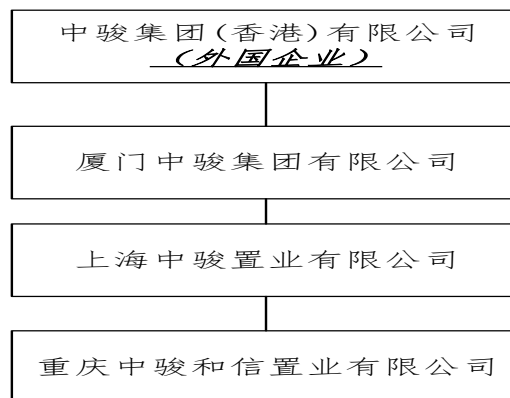 中骏集团(香港)有限公司
(外国企业)
厦门中骏集团有限公司
上海中骏置业有限公司
重庆中骏和信置业有限公司